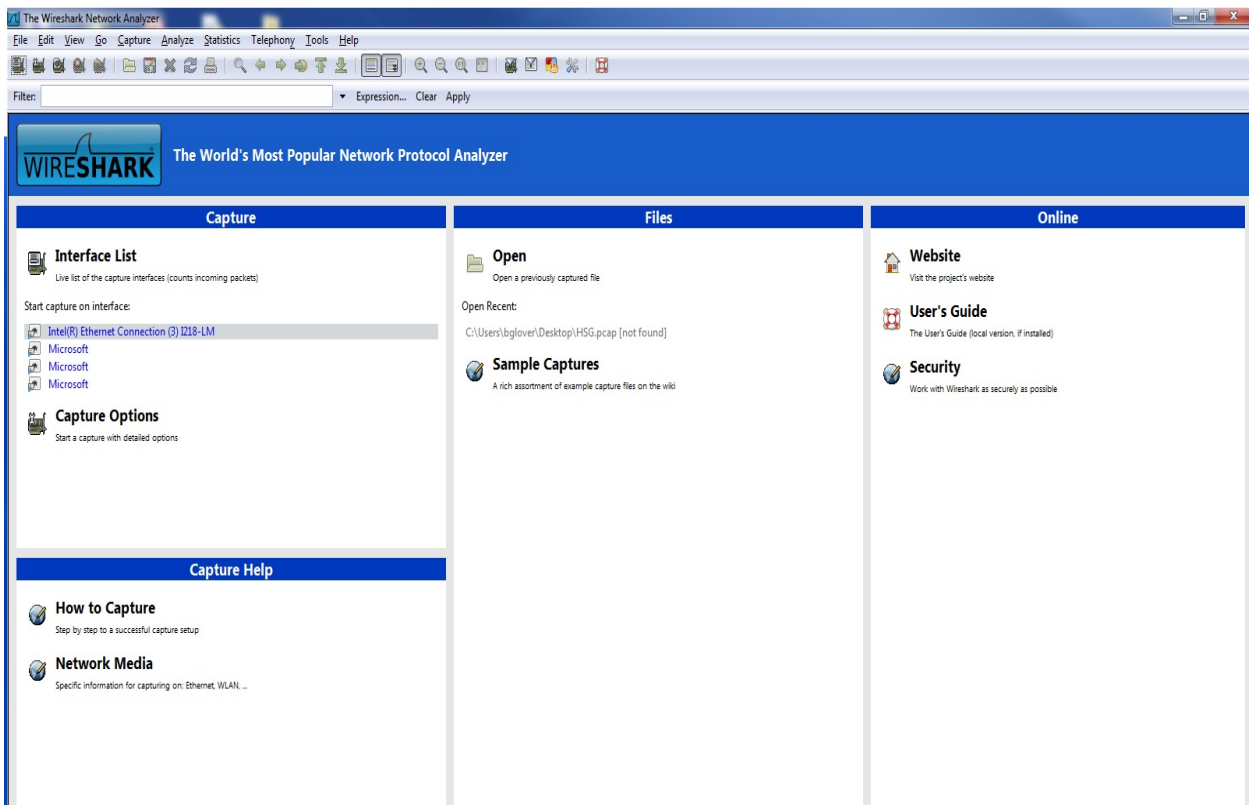 The Wireshark Network Analyzer
File Edit View Go Capture Analyze Statistics Telephony Tools Help
Filter: Expression... Clear Apply
WIRESHARK The World's Most Popular Network Protocol Analyzer
Capture
Interface List
Live list of the capture interfaces (counts incoming packets)
Start capture on interface:
Intel(R) Ethernet Connection (3) I218-LM
Microsoft
Microsoft
Microsoft
Capture Options
Start a capture with detailed options
Capture Help
How to Capture
Step by step to a successful capture setup
Network Media
Specific information for capturing on: Ethernet, WLAN, ...
Files
Open
Open a previously captured file
Open Recent:
C:\Users\bglover\Desktop\HSG.pcap [not found]
Sample Captures
A rich assortment of example capture files on the wiki
Online
Website
Visit the project's website
User's Guide
The User's Guide (local version, if installed)
Security
Work with Wireshark as securely as possible